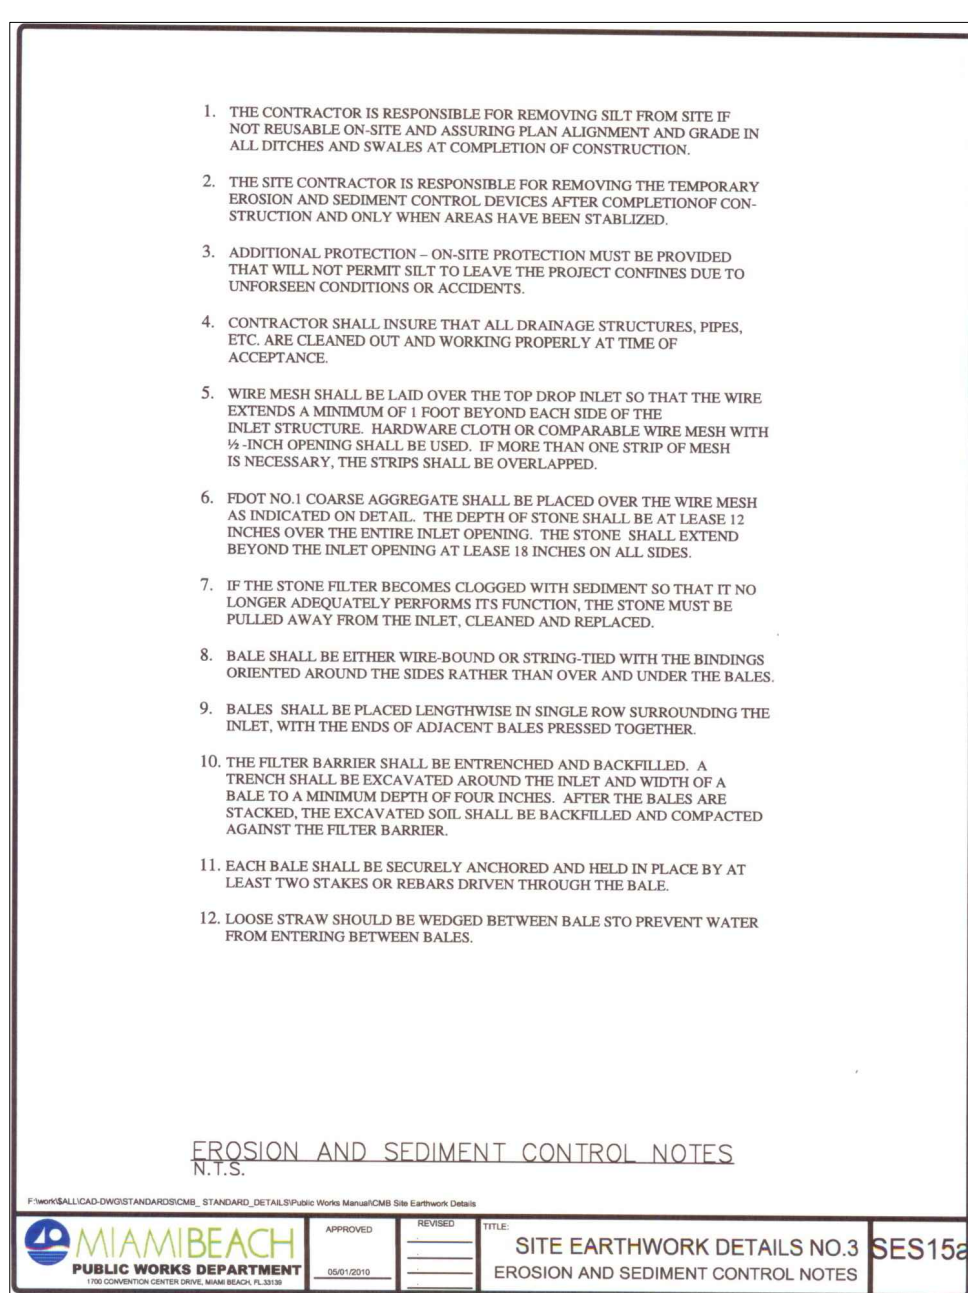 1. THE CONTRACTOR IS RESPONSIBLE FOR REMOVING SILT FROM SITE IF
NOT REUSABLE ON-SITE AND ASSURING PLAN ALIGNMENT AND GRADE IN
ALL DITCHES AND SWALES AT COMPLETION OF CONSTRUCTION.
2. THE SITE CONTRACTOR IS RESPONSIBLE FOR REMOVING THE TEMPORARY
EROSION AND SEDIMENT CONTROL DEVICES AFTER COMPLETIONOF CON-
STRUCTION AND ONLY WHEN AREAS HAVE BEEN STABLIZED.
3. ADDITIONAL PROTECTION – ON-SITE PROTECTION MUST BE PROVIDED
THAT WILL NOT PERMIT SILT TO LEAVE THE PROJECT CONFINES DUE TO
UNFORSEEN CONDITIONS OR ACCIDENTS.
4. CONTRACTOR SHALL INSURE THAT ALL DRAINAGE STRUCTURES, PIPES,
ETC. ARE CLEANED OUT AND WORKING PROPERLY AT TIME OF
ACCEPTANCE.
5. WIRE MESH SHALL BE LAID OVER THE TOP DROP INLET SO THAT THE WIRE
EXTENDS A MINIMUM OF 1 FOOT BEYOND EACH SIDE OF THE
INLET STRUCTURE. HARDWARE CLOTH OR COMPARABLE WIRE MESH WITH
½ -INCH OPENING SHALL BE USED. IF MORE THAN ONE STRIP OF MESH
IS NECESSARY, THE STRIPS SHALL BE OVERLAPPED.
6. FDOT NO.1 COARSE AGGREGATE SHALL BE PLACED OVER THE WIRE MESH
AS INDICATED ON DETAIL. THE DEPTH OF STONE SHALL BE AT LEASE 12
INCHES OVER THE ENTIRE INLET OPENING. THE STONE SHALL EXTEND
BEYOND THE INLET OPENING AT LEASE 18 INCHES ON ALL SIDES.
7. IF THE STONE FILTER BECOMES CLOGGED WITH SEDIMENT SO THAT IT NO
LONGER ADEQUATELY PERFORMS ITS FUNCTION, THE STONE MUST BE
PULLED AWAY FROM THE INLET, CLEANED AND REPLACED.
8. BALE SHALL BE EITHER WIRE-BOUND OR STRING-TIED WITH THE BINDINGS
ORIENTED AROUND THE SIDES RATHER THAN OVER AND UNDER THE BALES.
9. BALES SHALL BE PLACED LENGTHWISE IN SINGLE ROW SURROUNDING THE
INLET, WITH THE ENDS OF ADJACENT BALES PRESSED TOGETHER.
10. THE FILTER BARRIER SHALL BE ENTRENCHED AND BACKFILLED. A
TRENCH SHALL BE EXCAVATED AROUND THE INLET AND WIDTH OF A
BALE TO A MINIMUM DEPTH OF FOUR INCHES. AFTER THE BALES ARE
STACKED, THE EXCAVATED SOIL SHALL BE BACKFILLED AND COMPACTED
AGAINST THE FILTER BARRIER.
11. EACH BALE SHALL BE SECURELY ANCHORED AND HELD IN PLACE BY AT
LEAST TWO STAKES OR REBARS DRIVEN THROUGH THE BALE.
12. LOOSE STRAW SHOULD BE WEDGED BETWEEN BALE STO PREVENT WATER
FROM ENTERING BETWEEN BALES.
EROSION AND SEDIMENT CONTROL NOTES
N.T.S.
F:\work\$ALL\CAD-DWG\STANDARDS\CMB_ STANDARD_DETAILS\Public Works Manual\CMB Site Earthwork Details
MIAMIBEACH
PUBLIC WORKS DEPARTMENT
1700 CONVENTION CENTER DRIVE, MIAMI BEACH, FL.33139
APPROVED
05/01/2010
REVISED
TITLE:
SITE EARTHWORK DETAILS NO.3
EROSION AND SEDIMENT CONTROL NOTES
SES15a